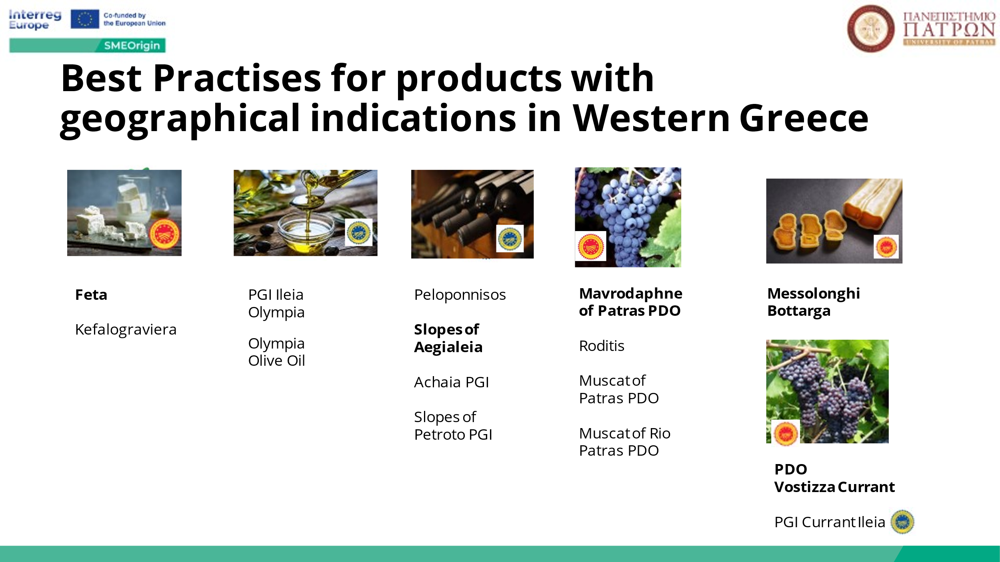 Interreg
Europe
Co-funded by
the European Union
SMEOrigin
ΠΑΝΕΠΙΣΤΗΜΙΟ
ΠΑΤΡΩΝ
UNIVERSITY OF PATRAS
Best Practises for products with
geographical indications in Western Greece
Feta
Kefalograviera
PGI Ileia
Olympia
Olympia
Olive Oil
Peloponnisos
Slopes of
Aegialeia
Achaia PGI
Slopes of
Petroto PGI
Mavrodaphne
of Patras PDO
Roditis
Muscat of
Patras PDO
Muscat of Rio
Patras PDO
Messolonghi
Bottarga
PDO
Vostizza Currant
PGI Currant Ileia